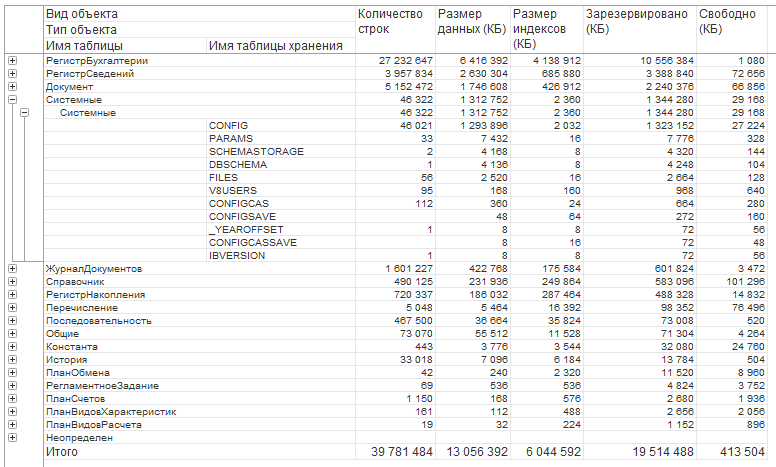 Вид объекта Количество строк Размер данных (КБ) Размер индексов (КБ) Зарезервировано (КБ) Свободно (КБ)
Тип объекта
Имя таблицы Имя таблицы хранения
РегистрБухгалтерии 27 232 647 6 416 392 4 138 912 10 556 384 1 080
РегистрСведений 3 957 834 2 630 304 685 880 3 388 840 72 656
Документ 5 152 472 1 746 608 426 912 2 240 376 66 856
Системные 46 322 1 312 752 2 360 1 344 280 29 168
Системные 46 322 1 312 752 2 360 1 344 280 29 168
CONFIG 46 021 1 293 896 2 032 1 323 152 27 224
PARAMS 33 7 432 16 7 776 328
SCHEMASTORAGE 2 4 168 8 4 320 144
DBSCHEMA 1 4 136 8 4 248 104
FILES 56 2 520 16 2 664 128
V8USERS 95 168 160 968 640
CONFIGCAS 112 360 24 664 280
CONFIGSAVE 48 64 272 160
_YEAROFFSET 1 8 8 72 56
CONFIGCASSAVE 8 16 72 48
IBVERSION 1 8 8 72 56
ЖурналДокументов 1 601 227 422 768 175 584 601 824 3 472
Справочник 490 125 231 936 249 864 583 096 101 296
РегистрНакопления 720 337 186 032 287 464 488 328 14 832
Перечисление 5 048 5 464 16 392 98 352 76 496
Последовательность 467 500 36 664 35 824 73 008 520
Общие 73 070 55 512 11 528 71 304 4 264
Константа 443 3 776 3 544 32 080 24 760
История 33 018 7 096 6 184 13 784 504
ПланОбмена 42 240 2 320 11 520 8 960
РегламентноеЗадание 69 536 536 4 824 3 752
ПланСчетов 1 150 168 576 2 680 1 936
ПланВидовХарактеристик 161 112 488 2 656 2 056
ПланВидовРасчета 19 32 224 1 152 896
Неопределен
Итого 39 781 484 13 056 392 6 044 592 19 514 488 413 504